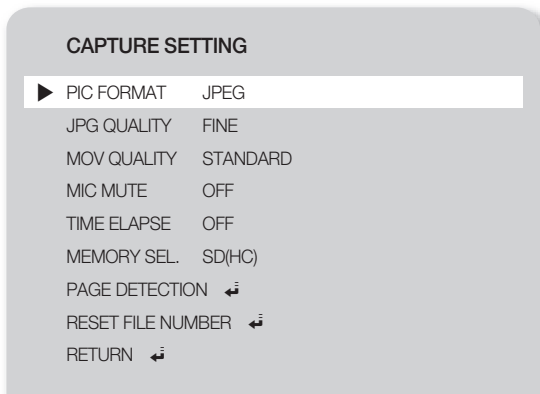 CAPTURE SETTING
PIC FORMAT JPEG
JPG QUALITY FINE
MOV QUALITY STANDARD
MIC MUTE OFF
TIME ELAPSE OFF
MEMORY SEL. SD(HC)
PAGE DETECTION
RESET FILE NUMBER
RETURN